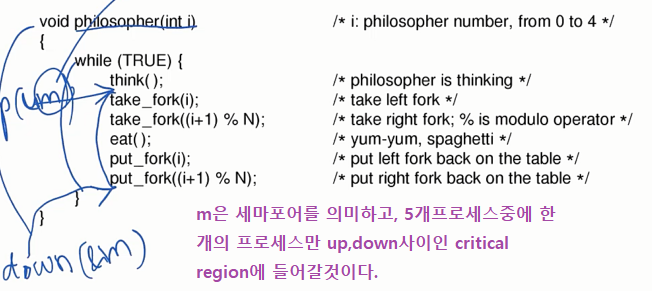 void philosopher(int i) /* i: philosopher number, from 0 to 4 */
{
while (TRUE) {
think( ); /* philosopher is thinking */
take_fork(i); /* take left fork */
take_fork((i+1) % N); /* take right fork; % is modulo operator */
eat( ); /* yum-yum, spaghetti */
put_fork(i); /* put left fork back on the table */
put_fork((i+1) % N); /* put right fork back on the table */
}
}
down(&m)
m은 세마포어를 의미하고, 5개프로세스중에 한
개의 프로세스만 up,down사이인 critical
region에 들어갈것이다.